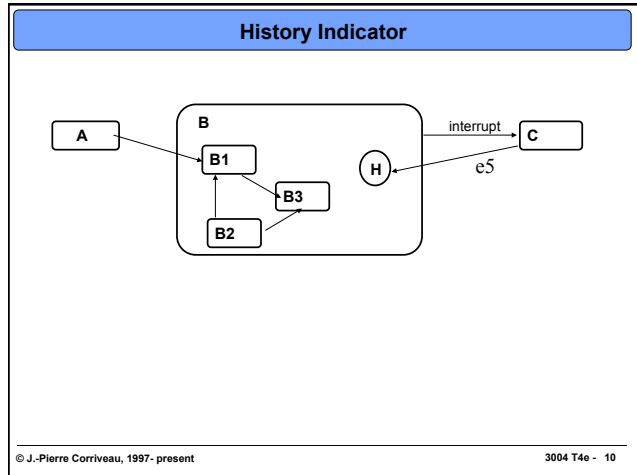 History Indicator
A
B
interrupt
C
B1
H
e5
B3
B2
© J.-Pierre Corriveau, 1997- present
3004 T4e - 10